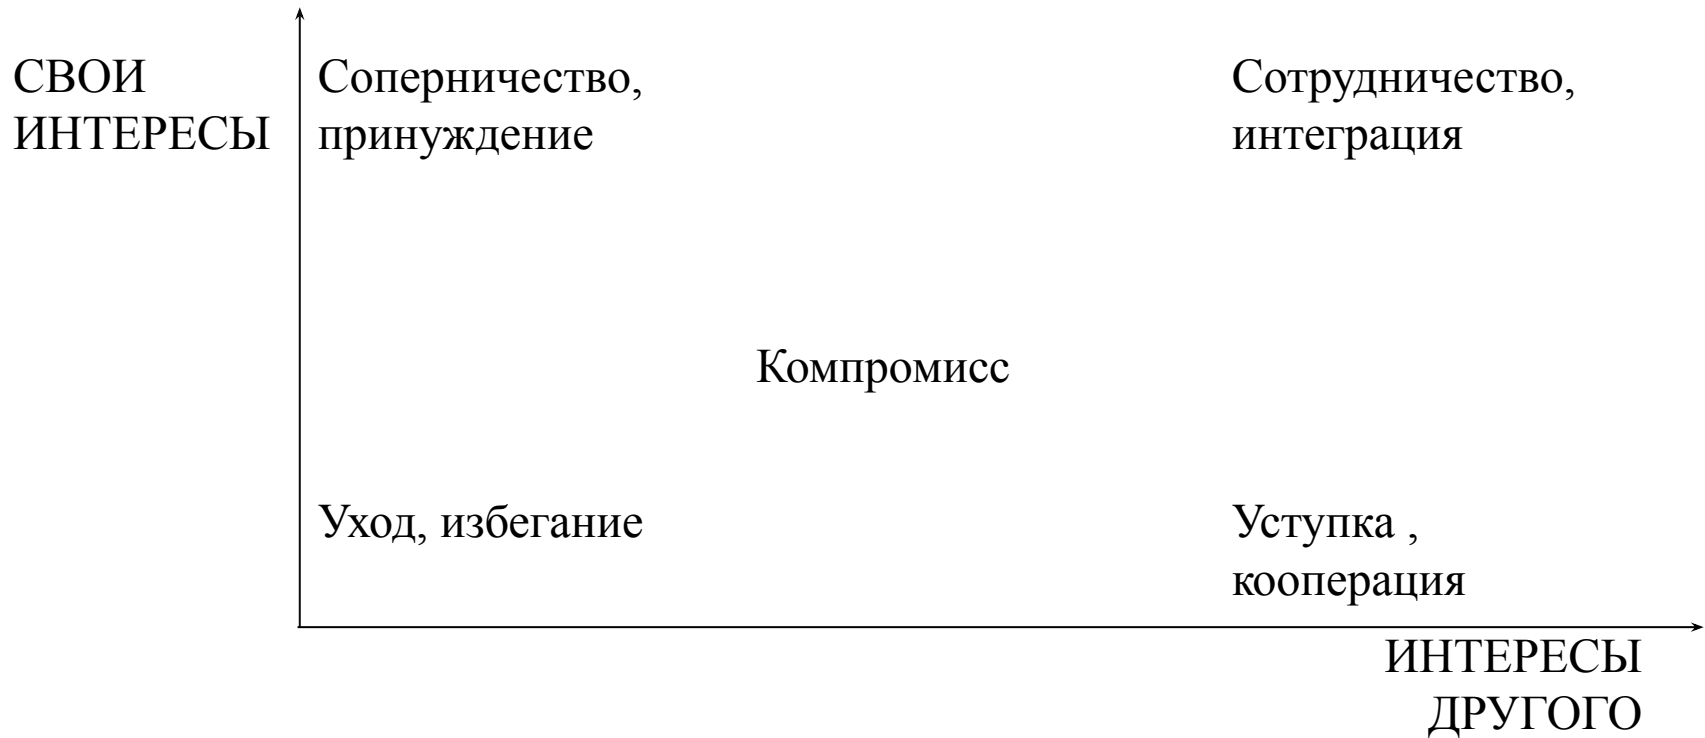 СВОИ
ИНТЕРЕСЫ
Соперничество,
принуждение
Сотрудничество,
интеграция
Компромисс
Уход, избегание
Уступка ,
кооперация
ИНТЕРЕСЫ
ДРУГОГО